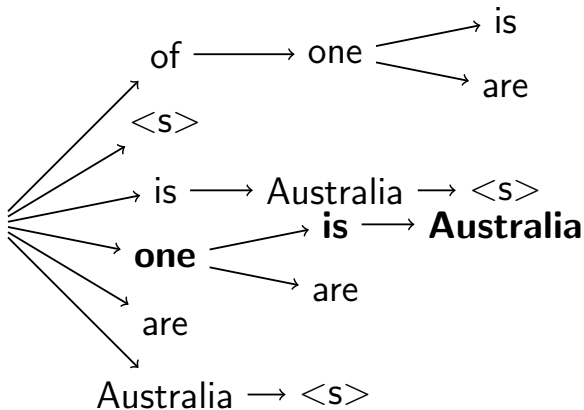 of one is
are
<s>
is Australia <s>
one is Australia
are
are
Australia <s>